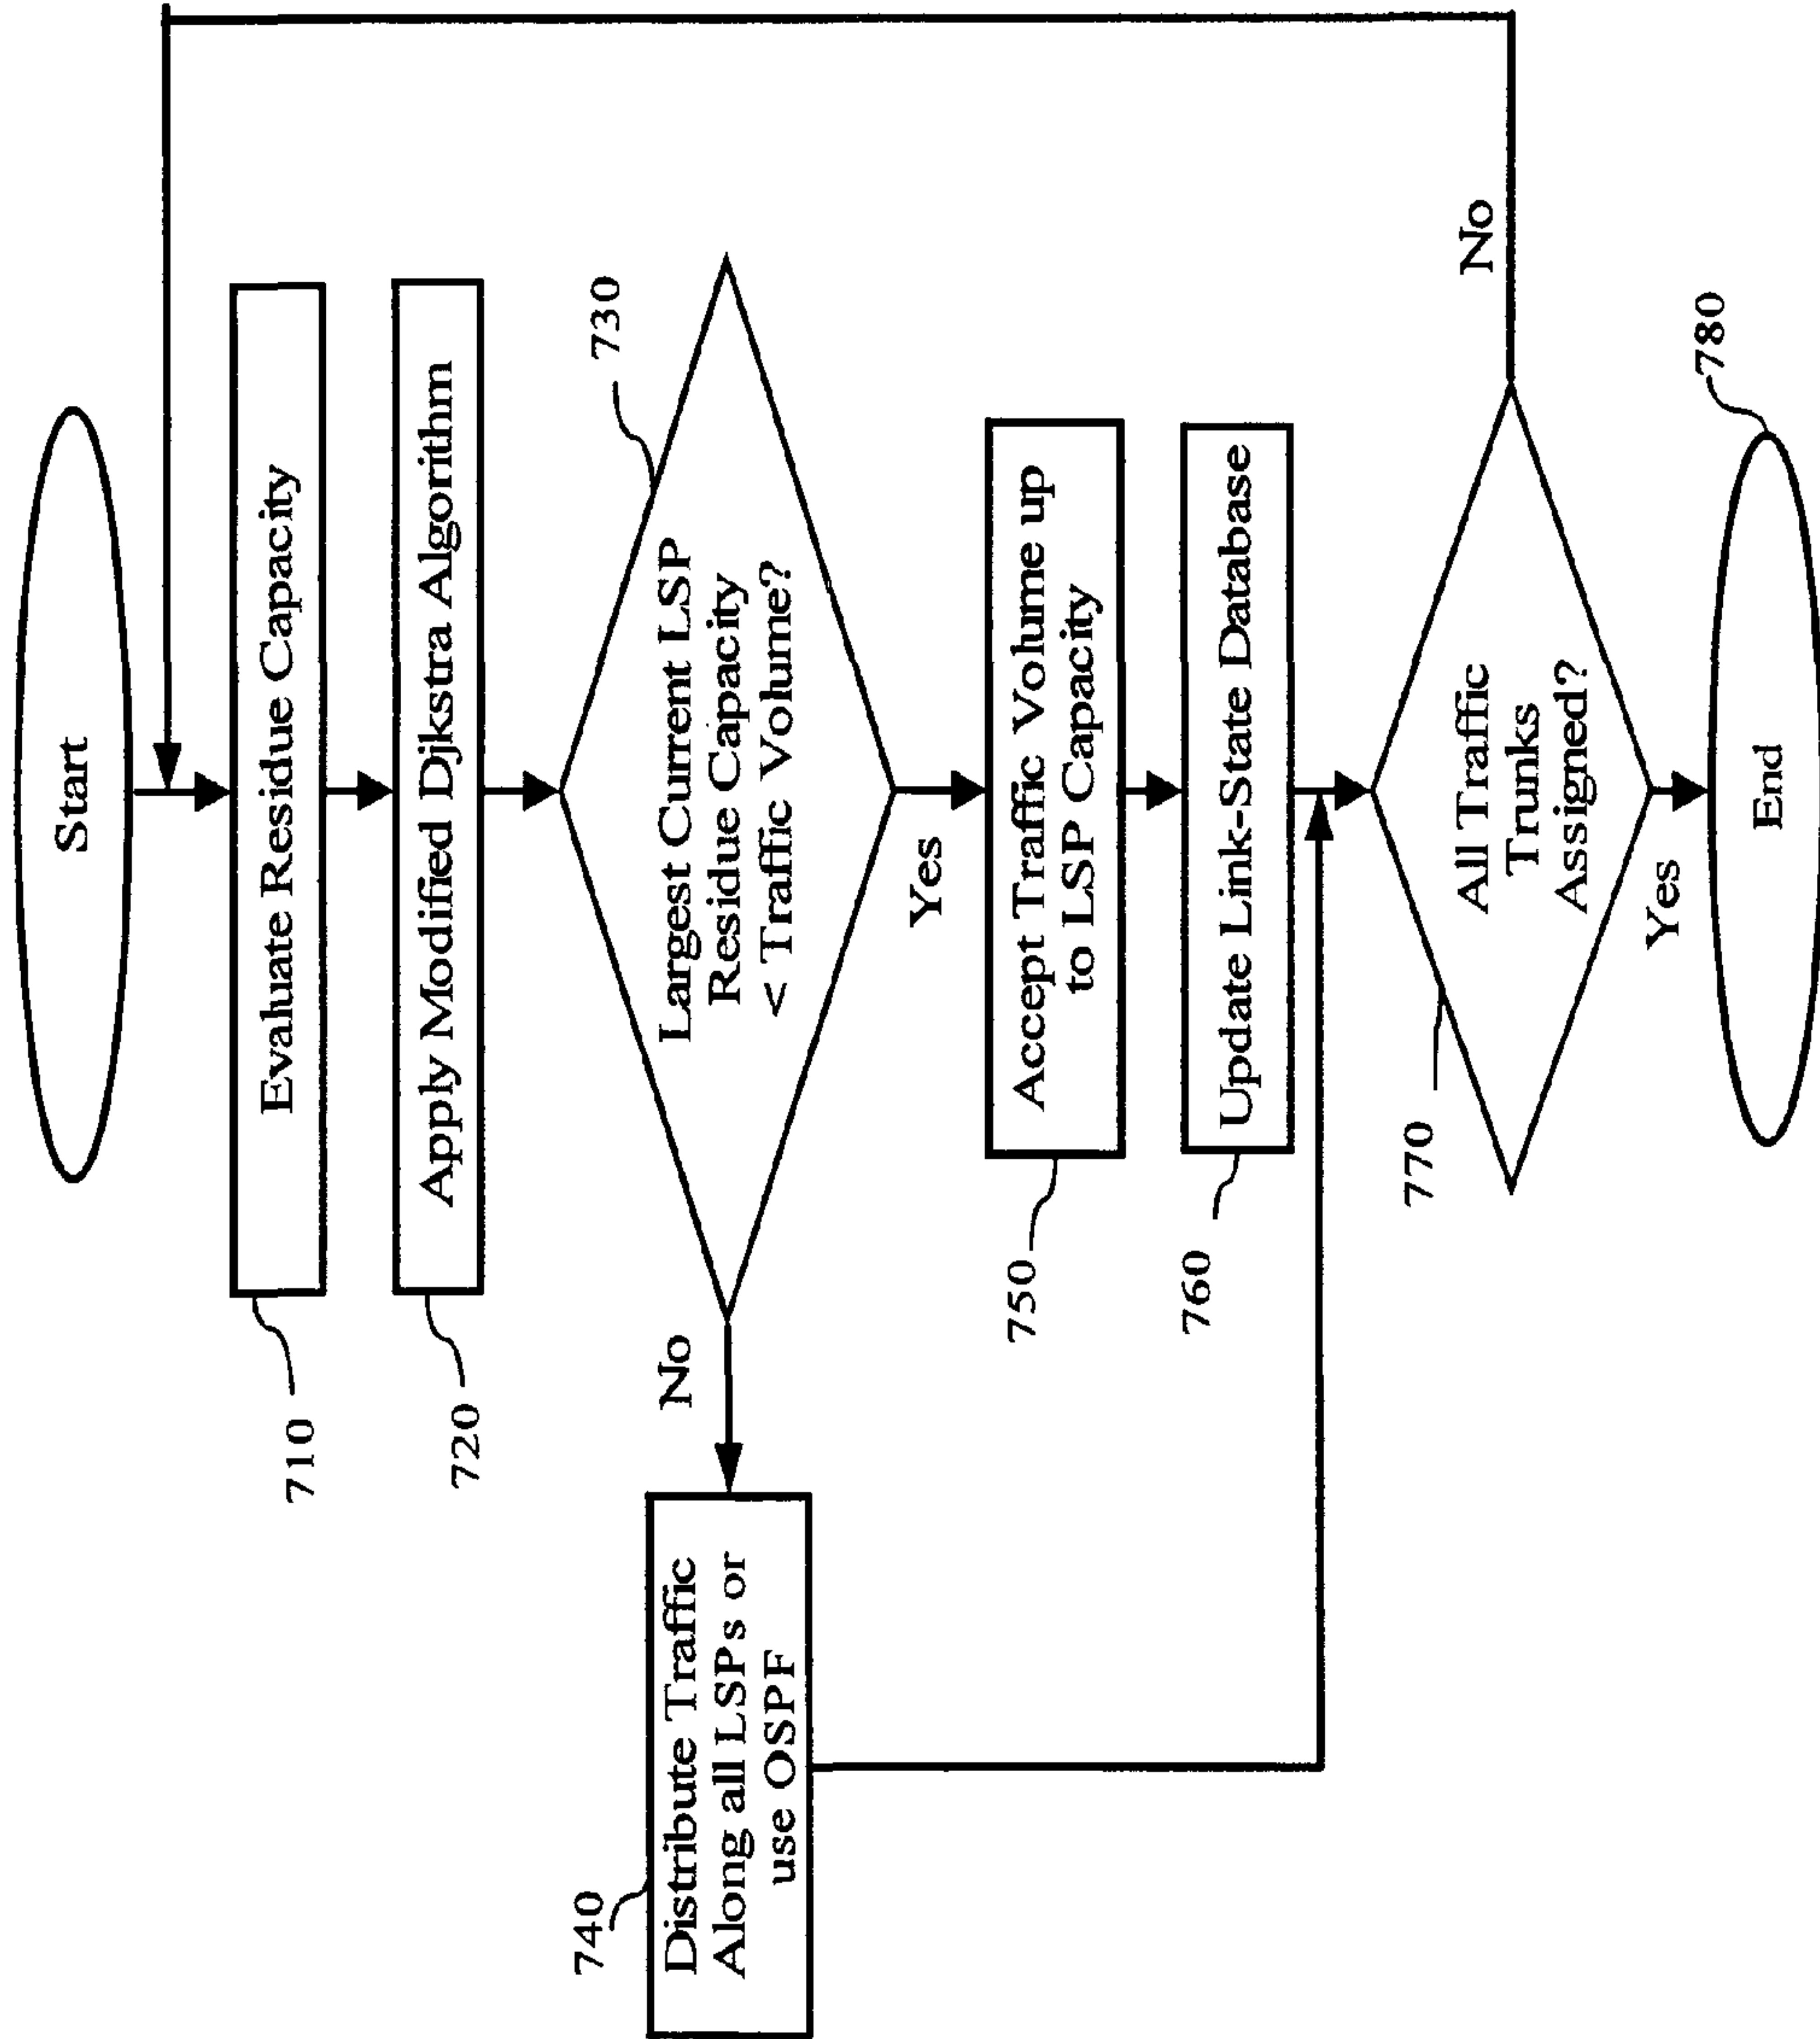 Start
Evaluate Residue Capacity
710
Apply Modified Djkstra Algorithm
720
Largest Current LSP
Residue Capacity
< Traffic Volume?
730
No
Yes
Distribute Traffic
Along all LSPs or
use OSPF
740
Accept Traffic Volume up
to LSP Capacity
750
Update Link-State Database
760
All Traffic
Trunks
Assigned?
770
No
Yes
End
780